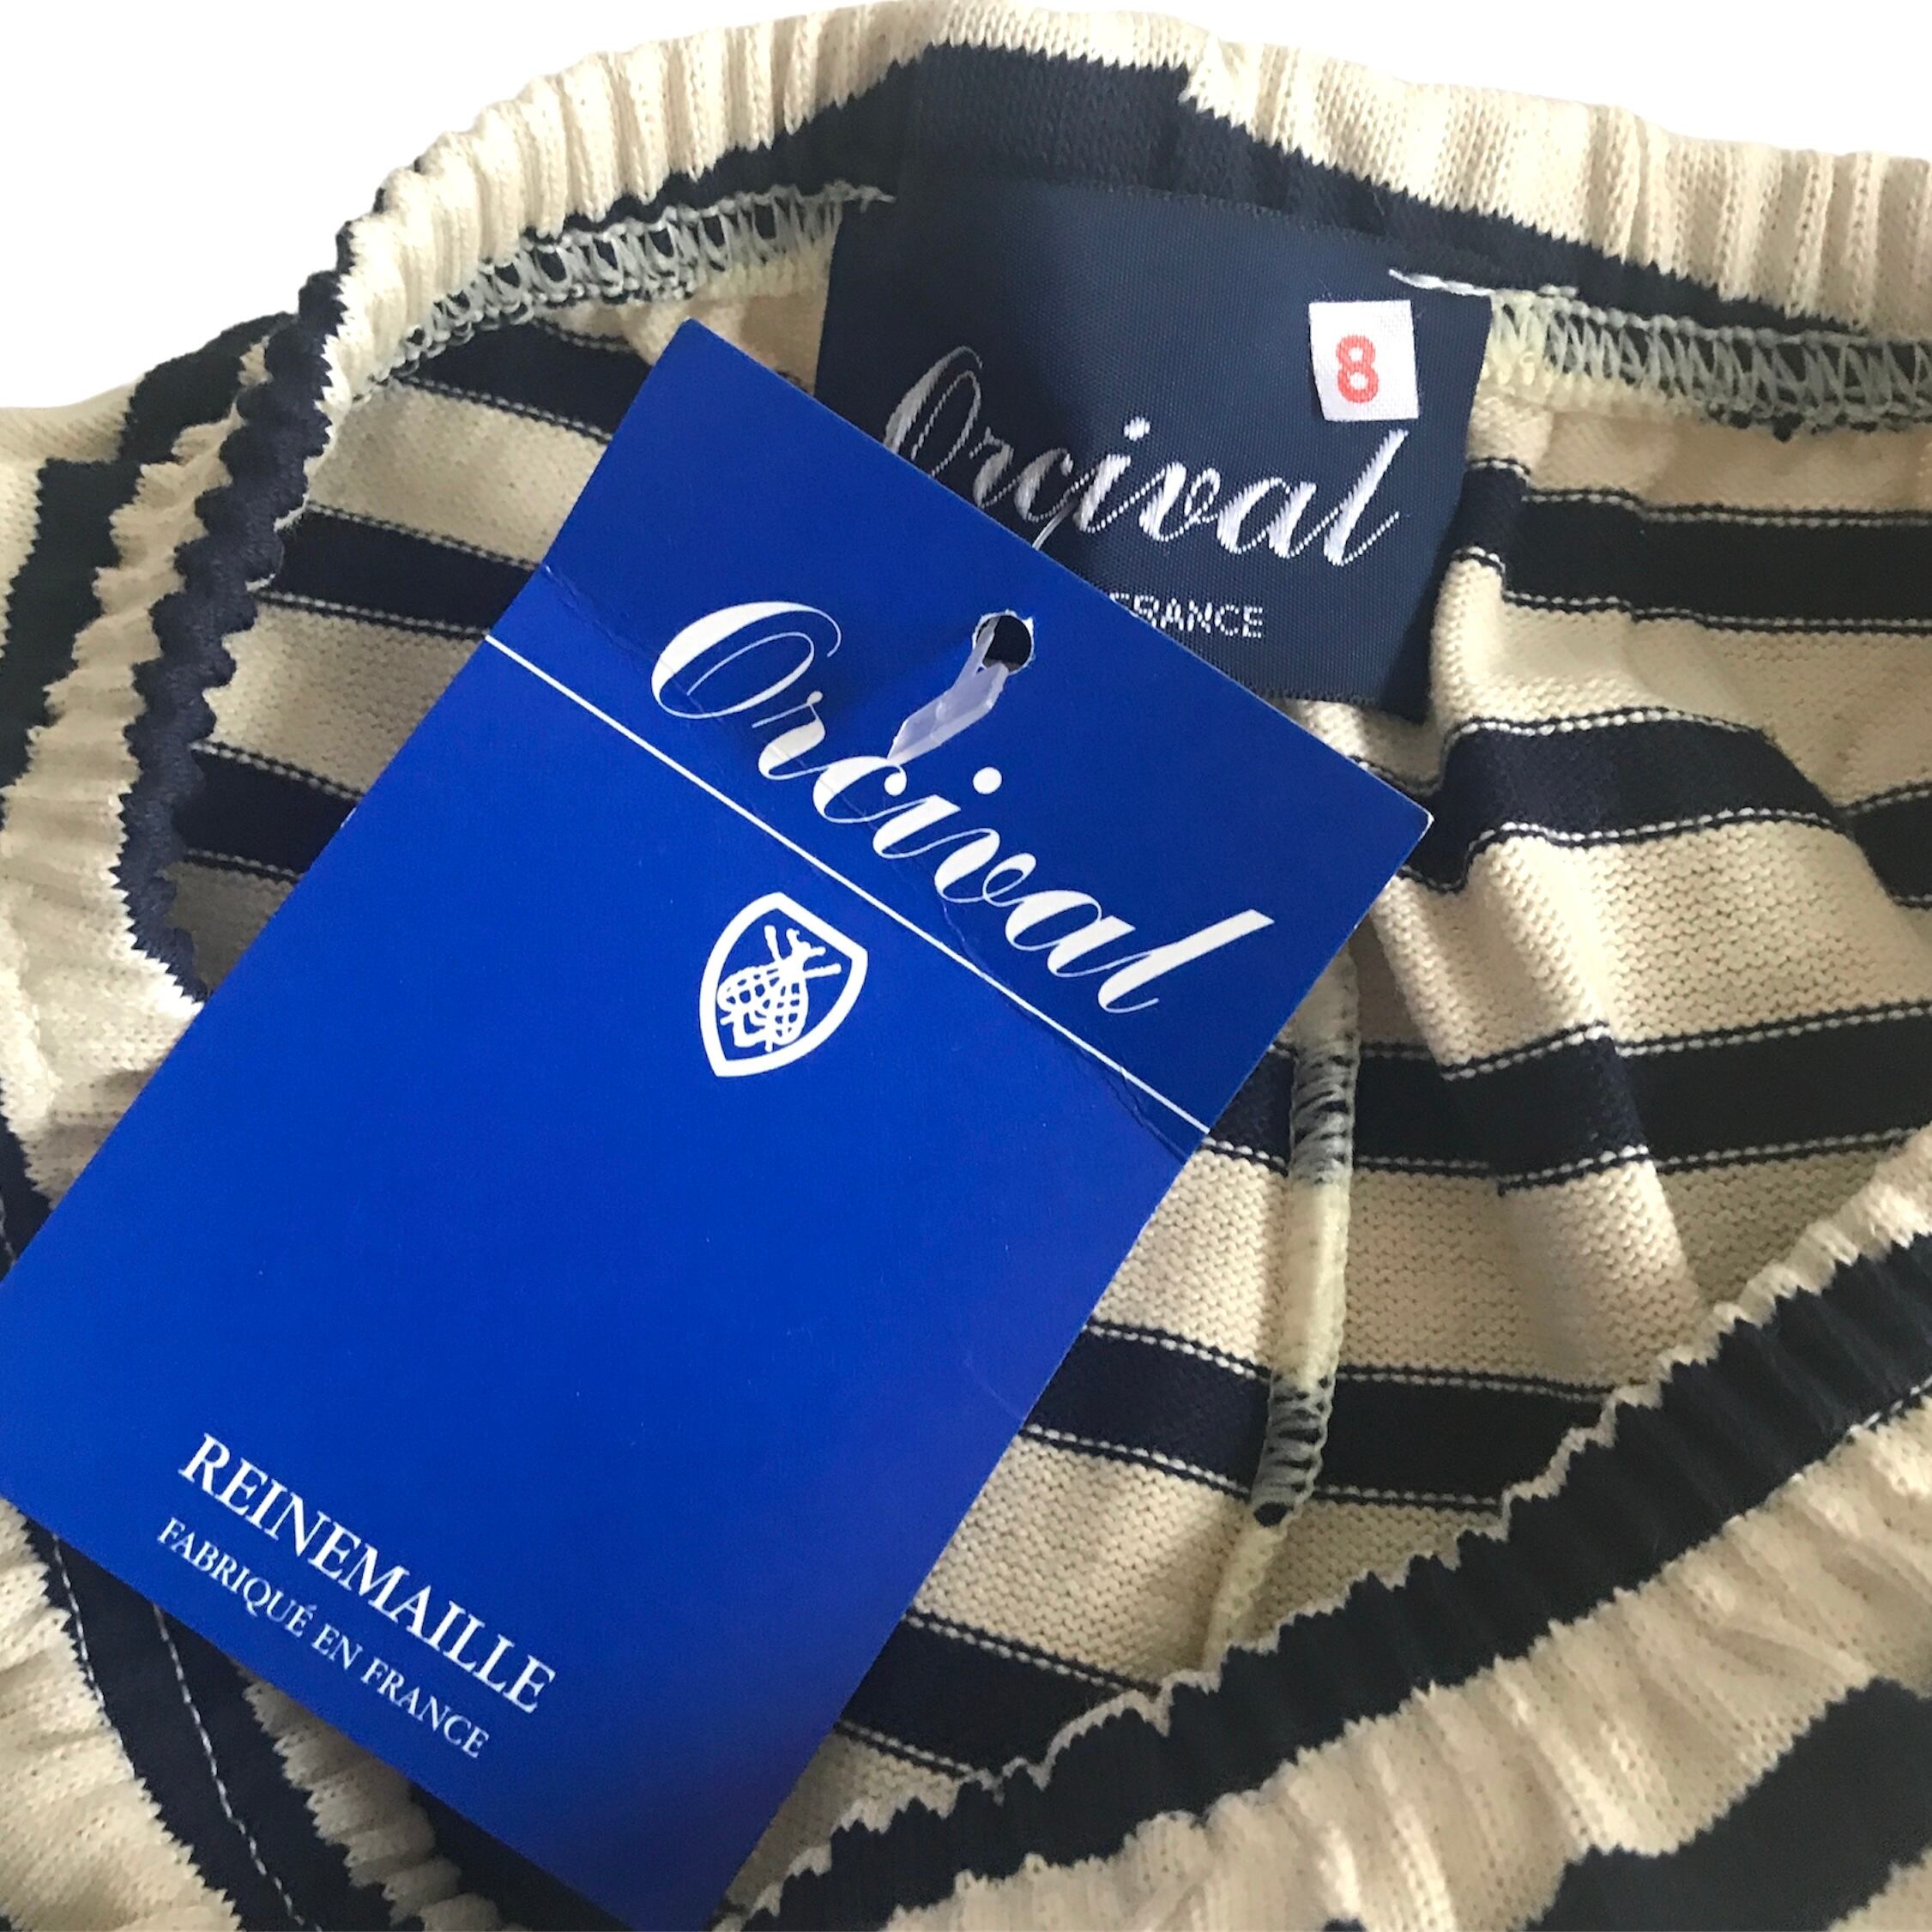 8
Orcival
FRANCE
Orcival
REINEMAILLE
FABRIQUÉ EN FRANCE